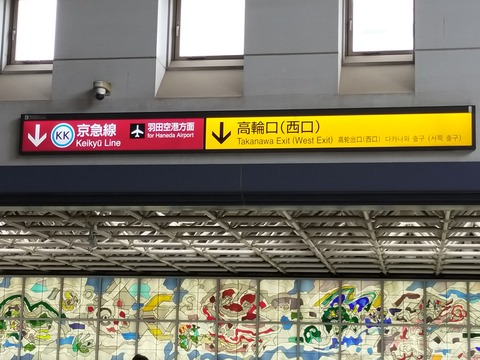 KK 京急線 羽田空港方面
Keikyū Line for Haneda Airport
高輪口(西口)
Takanawa Exit (West Exit) 高轮出口(西口) 다카나와 출구 (서쪽 출구)